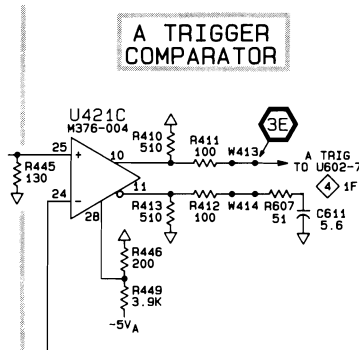 A TRIGGER
COMPARATOR
U421C
M376-004
R410
510
R411
100
W413
3E
25
+
10
A TRIG
TO U602-7
4 1F
R445
130
24
-
11
28
R413
510
R412
100
W414
R607
51
C611
5.6
R446
200
R449
3.9K
-5VA